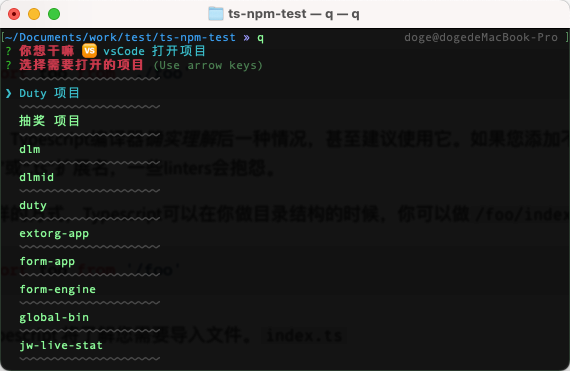 ts-npm-test — q — q
[~/Documents/work/test/ts-npm-test » q doge@dogedeMacBook-Pro ]
? 你想干嘛 🆚 vsCode 打开项目
? 选择需要打开的项目 (Use arrow keys)
❯ Duty 项目
抽奖 项目
dlm
dlmid
duty
extorg-app
form-app
form-engine
global-bin
jw-live-stat